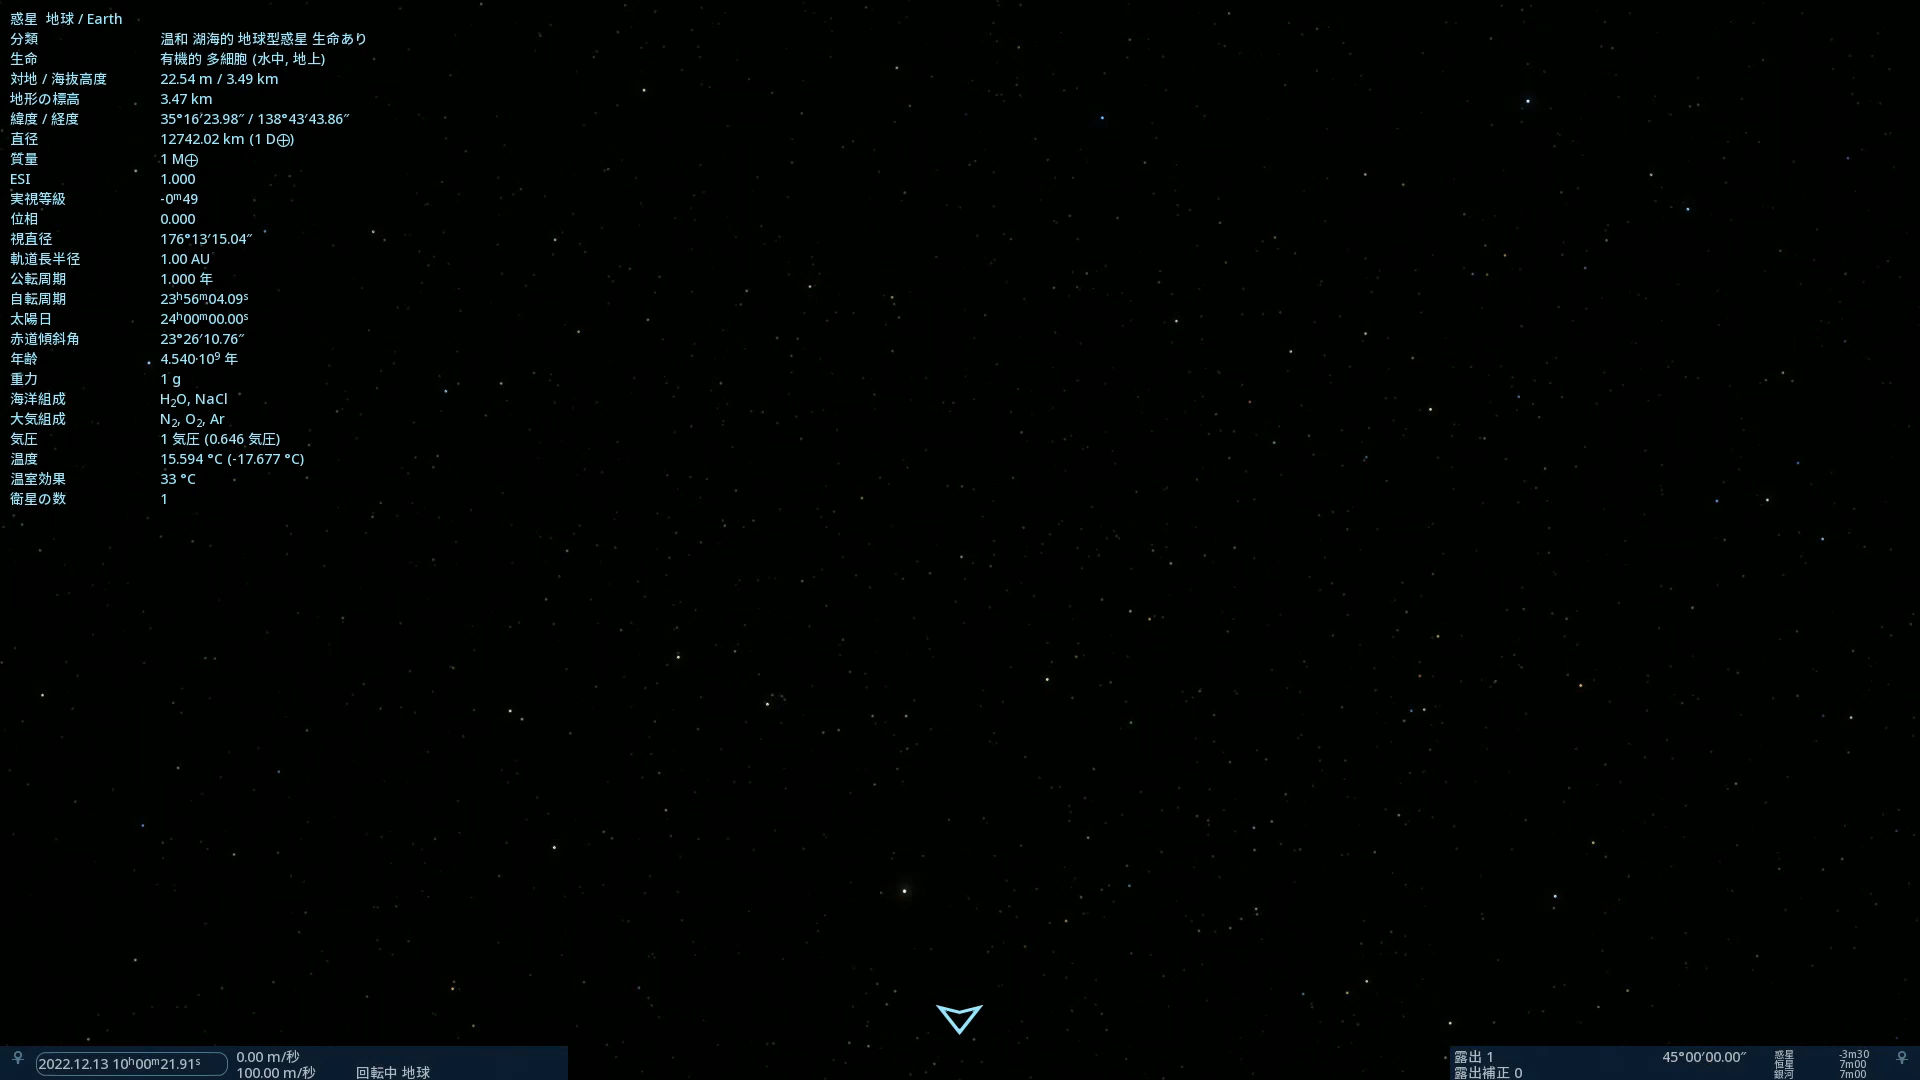 惑星 地球 / Earth
分類 温和 湖海的 地球型惑星 生命あり
生命 有機的 多細胞 (水中, 地上)
対地 / 海抜高度 22.54 m / 3.49 km
地形の標高 3.47 km
緯度 / 経度 35°16′23.98″ / 138°43′43.86″
直径 12742.02 km (1 D⊕)
質量 1 M⊕
ESI 1.000
実視等級 -0ᵐ49
位相 0.000
視直径 176°13′15.04″
軌道長半径 1.00 AU
公転周期 1.000 年
自転周期 23ʰ56ᵐ04.09ˢ
太陽日 24ʰ00ᵐ00.00ˢ
赤道傾斜角 23°26′10.76″
年齢 4.540·10⁹ 年
重力 1 g
海洋組成 H₂O, NaCl
大気組成 N₂, O₂, Ar
気圧 1 気圧 (0.646 気圧)
温度 15.594 °C (-17.677 °C)
温室効果 33 °C
衛星の数 1
2022.12.13 10ʰ00ᵐ21.91ˢ
0.00 m/秒
100.00 m/秒 回転中 地球
露出 1 45°00′00.00″
露出補正 0
惑星 -3m30
恒星 7m00
銀河 7m00